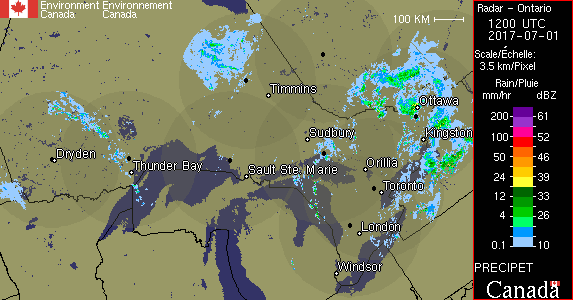 Environment Environnement
Canada Canada
100 KM
Timmins
Ottawa
Sudbury
Kingston
Dryden
Thunder Bay
Sault Ste. Marie
Orillia
Toronto
London
Windsor
Radar - Ontario
1200 UTC
2017-07-01
Scale/Échelle:
3.5 km/Pixel
Rain/Pluie
mm/hr dBZ
200 61
100 52
50 46
24 39
12 33
4 26
0.1 10
PRECIPET
Canada